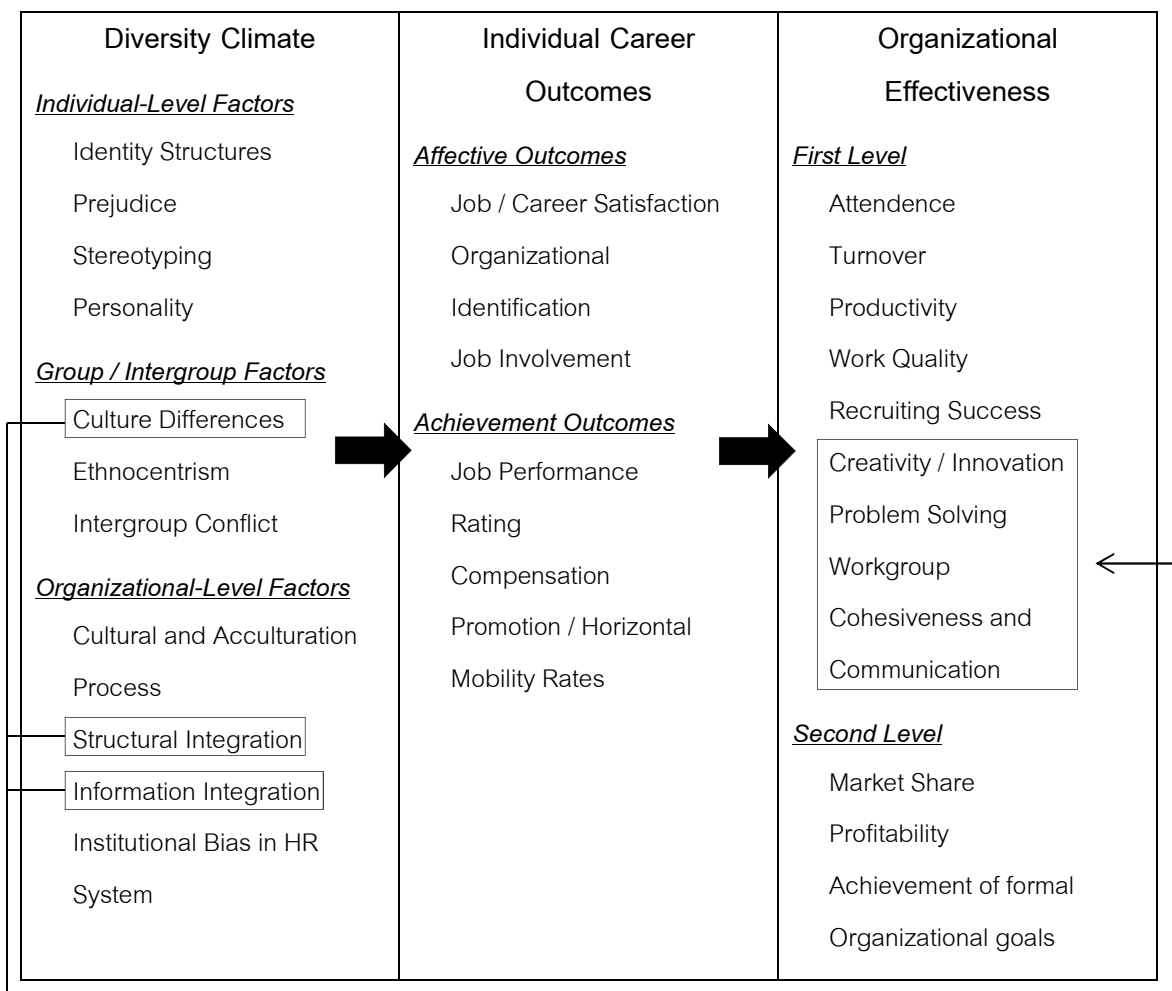 Diversity Climate
Individual-Level Factors
Identity Structures
Prejudice
Stereotyping
Personality
Group / Intergroup Factors
Culture Differences
Ethnocentrism
Intergroup Conflict
Organizational-Level Factors
Cultural and Acculturation
Process
Structural Integration
Information Integration
Institutional Bias in HR
System
Individual Career
Outcomes
Affective Outcomes
Job / Career Satisfaction
Organizational
Identification
Job Involvement
Achievement Outcomes
Job Performance
Rating
Compensation
Promotion / Horizontal
Mobility Rates
Organizational
Effectiveness
First Level
Attendence
Turnover
Productivity
Work Quality
Recruiting Success
Creativity / Innovation
Problem Solving
Workgroup
Cohesiveness and
Communication
Second Level
Market Share
Profitability
Achievement of formal
Organizational goals